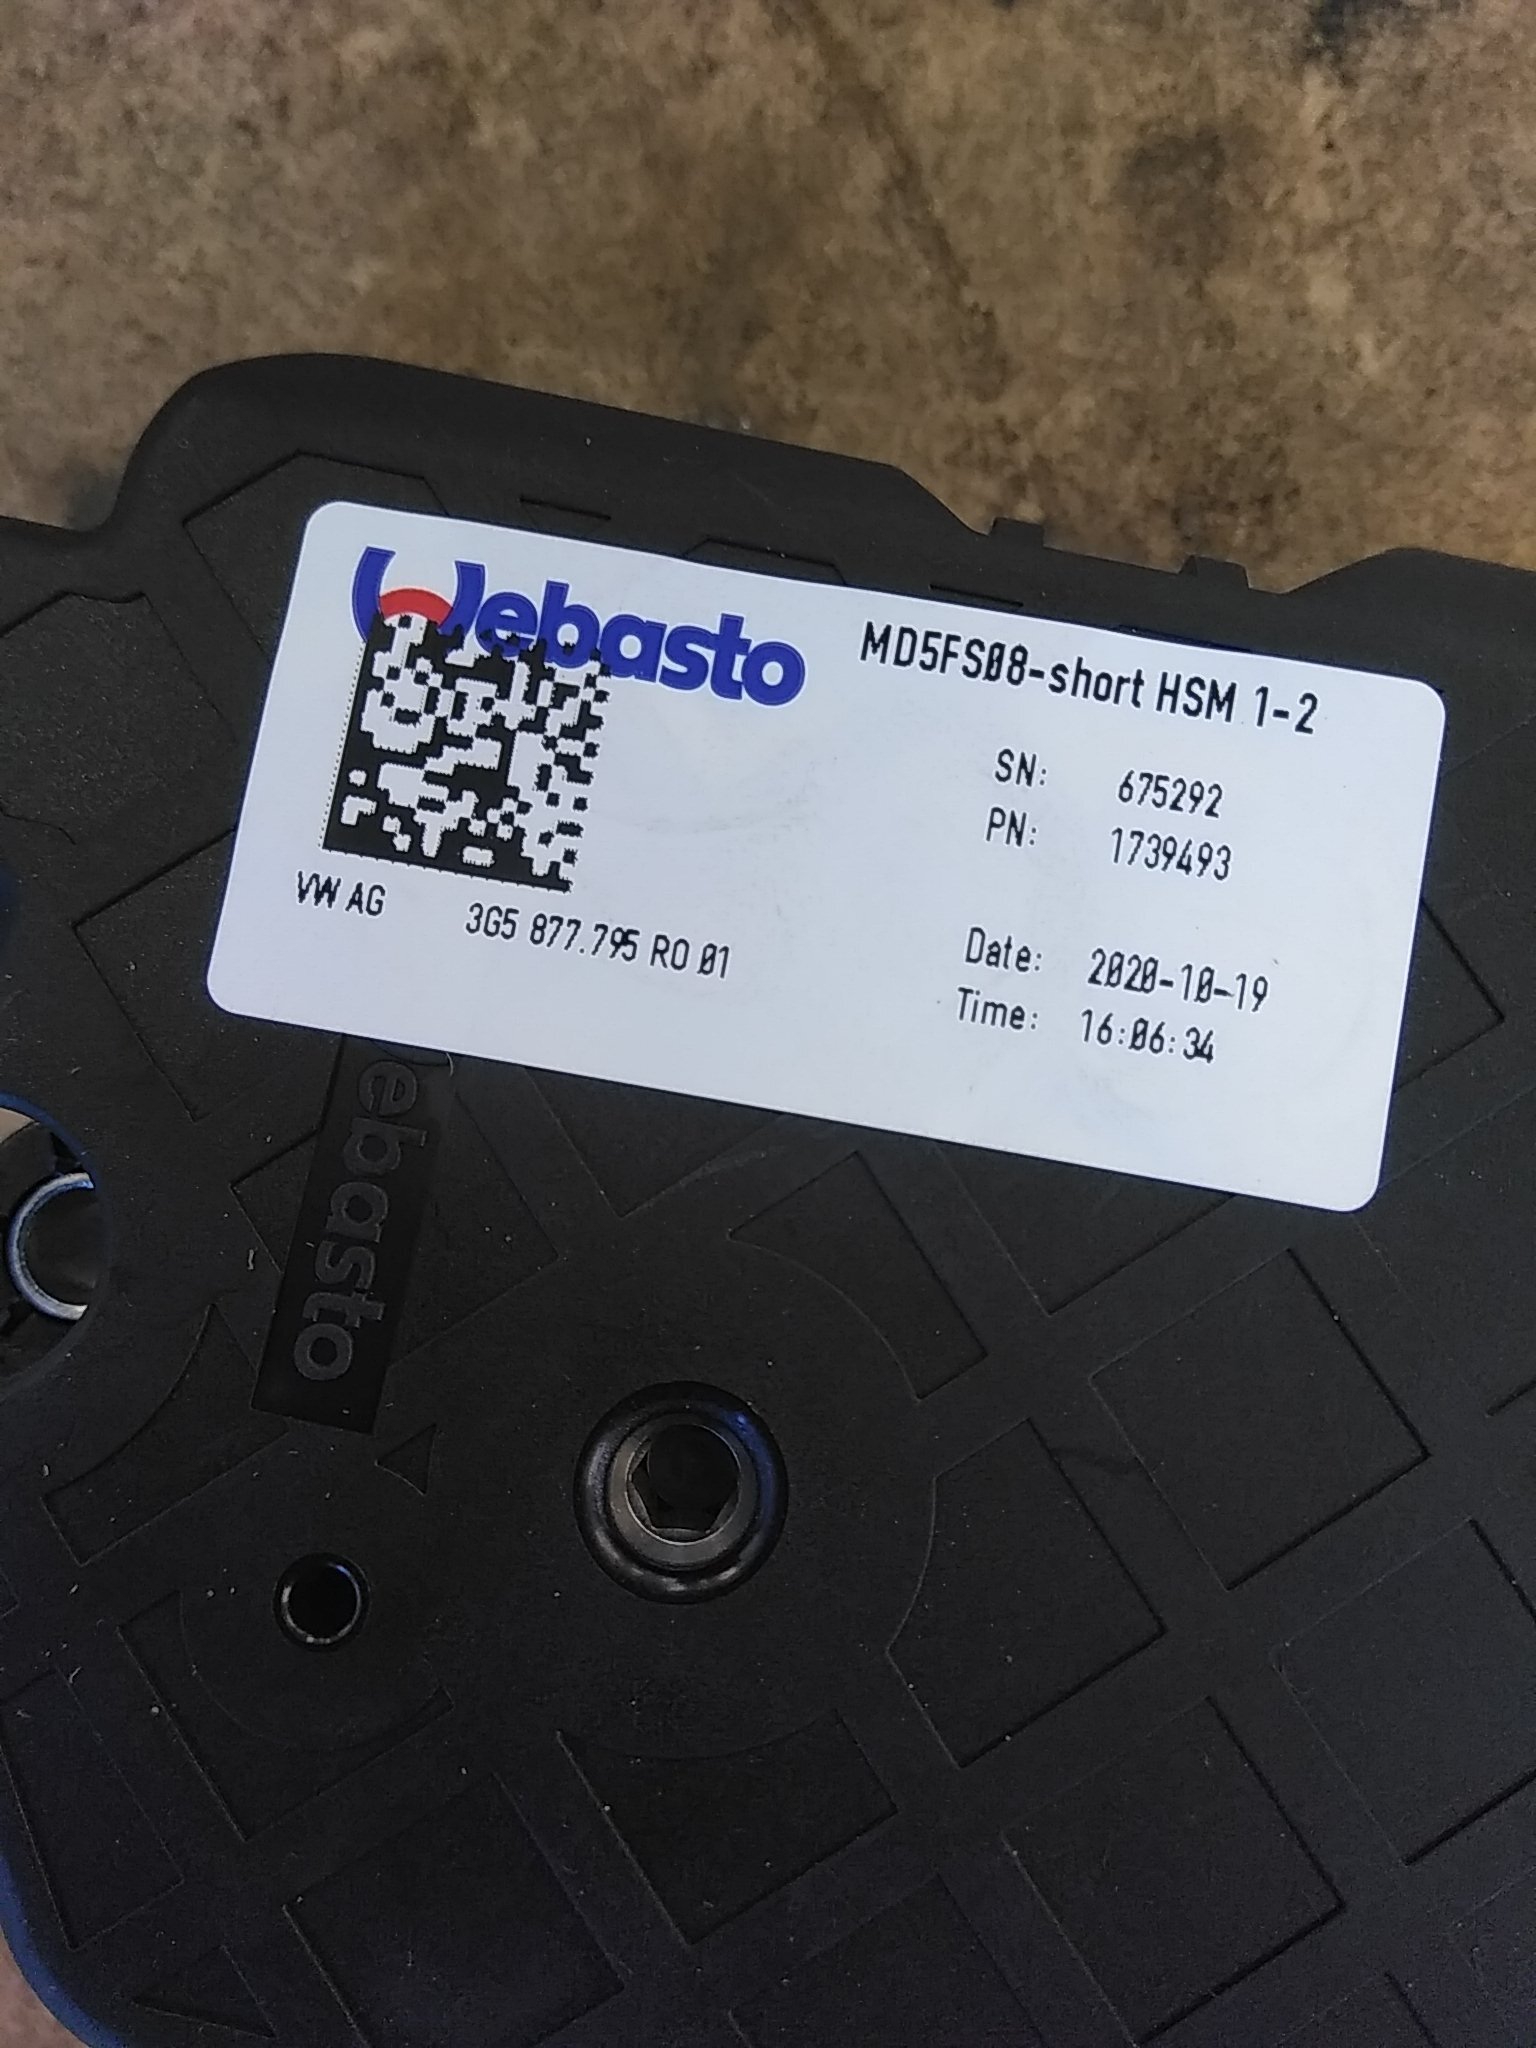 Webasto
MD5FS08-short HSM 1-2
SN: 675292
PN: 1739493
VW AG 3G5 877.795 RO 01
Date: 2020-10-19
Time: 16:06:34
Webasto